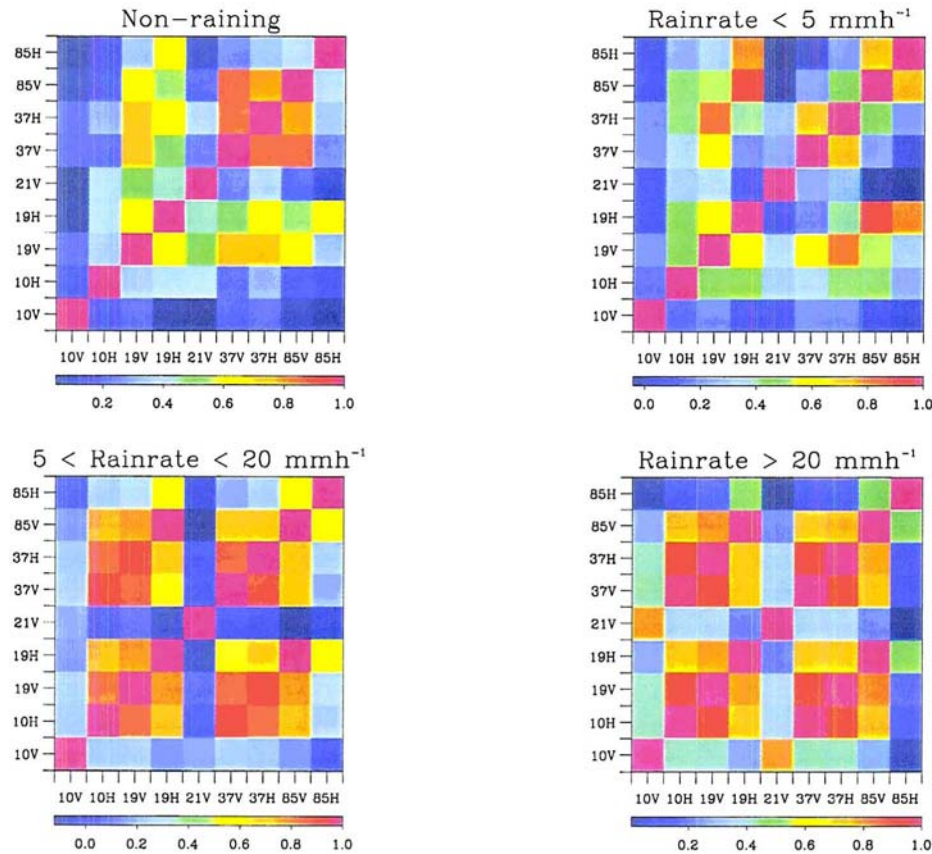 Non-raining
85H
85V
37H
37V
21V
19H
19V
10H
10V
10V 10H 19V 19H 21V 37V 37H 85V 85H
0.2 0.4 0.6 0.8 1.0
Rainrate < 5 mmh⁻¹
85H
85V
37H
37V
21V
19H
19V
10H
10V
10V 10H 19V 19H 21V 37V 37H 85V 85H
0.0 0.2 0.4 0.6 0.8 1.0
5 < Rainrate < 20 mmh⁻¹
85H
85V
37H
37V
21V
19H
19V
10H
10V
10V 10H 19V 19H 21V 37V 37H 85V 85H
0.0 0.2 0.4 0.6 0.8 1.0
Rainrate > 20 mmh⁻¹
85H
85V
37H
37V
21V
19H
19V
10H
10V
10V 10H 19V 19H 21V 37V 37H 85V 85H
0.2 0.4 0.6 0.8 1.0